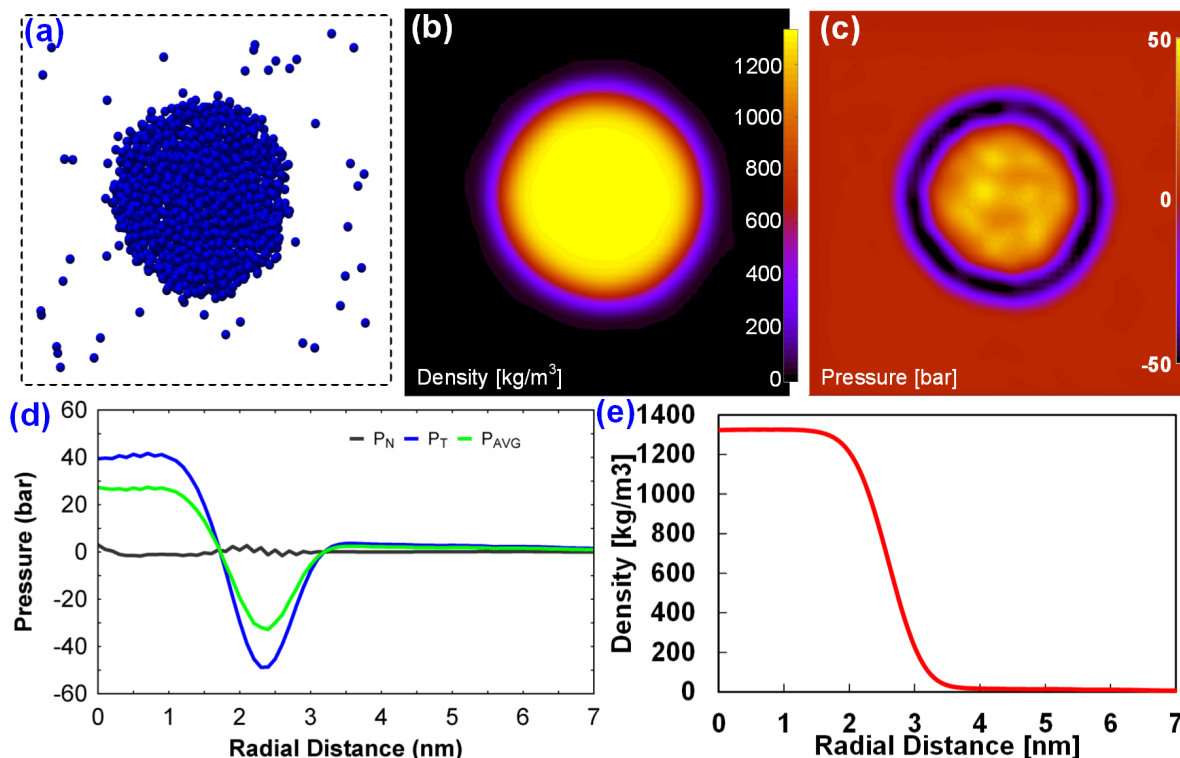 (a)
(b)
1200
1000
800
600
400
200
0
Density [kg/m³]
(c)
50
0
-50
Pressure [bar]
(d)
60
40
20
0
-20
-40
-60
Pressure (bar)
P_N P_T P_AVG
0 1 2 3 4 5 6 7
Radial Distance (nm)
(e)
1400
1200
1000
800
600
400
200
0
Density [kg/m3]
0 1 2 3 4 5 6 7
Radial Distance [nm]